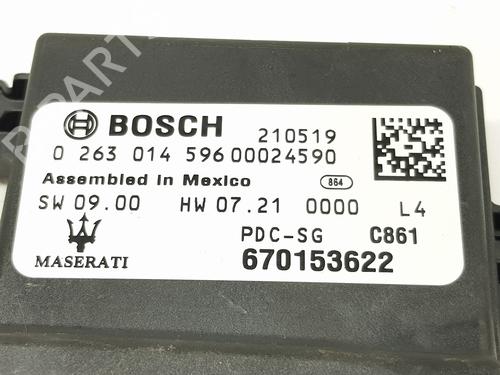 BOSCH 210519
0 263 014 596 00024590
Assembled in Mexico 864
SW 09.00 HW 07.21 0000 L4
PDC-SG C861
MASERATI 670153622